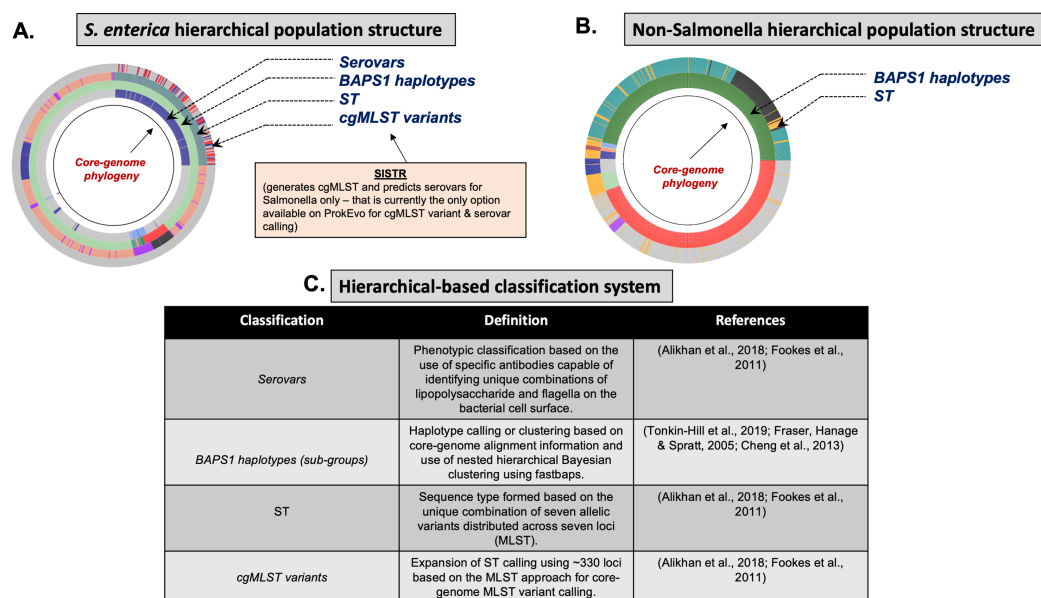 A.
S. enterica hierarchical population structure
Serovars
BAPS1 haplotypes
ST
cgMLST variants
Core-genome
phylogeny
SISTR
(generates cgMLST and predicts serovars for
Salmonella only – that is currently the only option
available on ProkEvo for cgMLST variant & serovar
calling)
B.
Non-Salmonella hierarchical population structure
BAPS1 haplotypes
ST
Core-genome
phylogeny
C.
Hierarchical-based classification system
Classification
Definition
References
Serovars
Phenotypic classification based on the
use of specific antibodies capable of
identifying unique combinations of
lipopolysaccharide and flagella on the
bacterial cell surface.
(Alikhan et al., 2018; Fookes et al.,
2011)
BAPS1 haplotypes (sub-groups)
Haplotype calling or clustering based on
core-genome alignment information and
use of nested hierarchical Bayesian
clustering using fastbaps.
(Tonkin-Hill et al., 2019; Fraser, Hanage
& Spratt, 2005; Cheng et al., 2013)
ST
Sequence type formed based on the
unique combination of seven allelic
variants distributed across seven loci
(MLST).
(Alikhan et al., 2018; Fookes et al.,
2011)
cgMLST variants
Expansion of ST calling using ~330 loci
based on the MLST approach for core-
genome MLST variant calling.
(Alikhan et al., 2018; Fookes et al.,
2011)